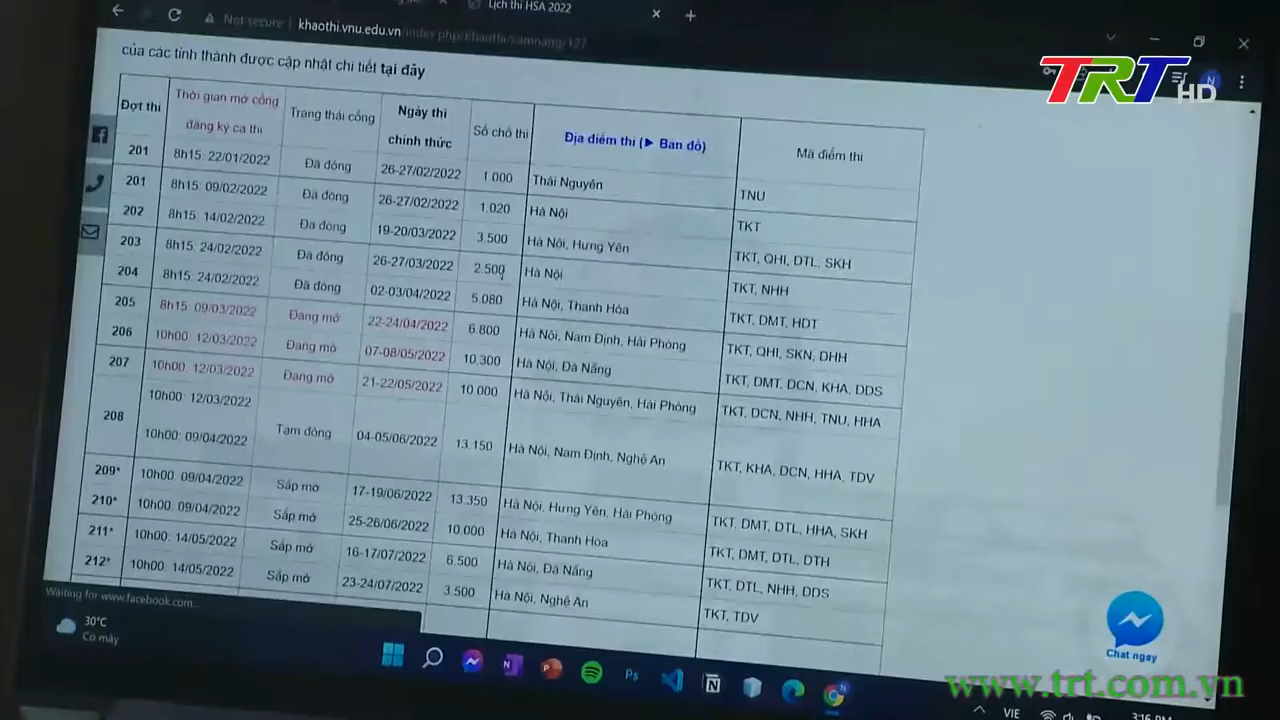 Lịch thi HSA 2022
Not secure | khaothi.vnu.edu.vn/index.php/khaothi/camnang/127
TRT HD
của các tỉnh thành được cập nhật chi tiết tại đây
Đợt thi | Thời gian mở cổng đăng ký ca thi | Trạng thái cổng | Ngày thi chính thức | Số chỗ thi | Địa điểm thi (► Bản đồ) | Mã điểm thi
201 | 8h15: 22/01/2022 | Đã đóng | 26-27/02/2022 | 1.000 | Thái Nguyên | TNU
201 | 8h15: 09/02/2022 | Đã đóng | 26-27/02/2022 | 1.020 | Hà Nội | TKT
202 | 8h15: 14/02/2022 | Đã đóng | 19-20/03/2022 | 3.500 | Hà Nội, Hưng Yên | TKT, QHI, DTL, SKH
203 | 8h15: 24/02/2022 | Đã đóng | 26-27/03/2022 | 2.500 | Hà Nội | TKT, NHH
204 | 8h15: 24/02/2022 | Đã đóng | 02-03/04/2022 | 5.080 | Hà Nội, Thanh Hóa | TKT, DMT, HDT
205 | 8h15: 09/03/2022 | Đang mở | 22-24/04/2022 | 6.800 | Hà Nội, Nam Định, Hải Phòng | TKT, QHI, SKN, DHH
206 | 10h00: 12/03/2022 | Đang mở | 07-08/05/2022 | 10.300 | Hà Nội, Đà Nẵng | TKT, DMT, DCN, KHA, DDS
207 | 10h00: 12/03/2022 | Đang mở | 21-22/05/2022 | 10.000 | Hà Nội, Thái Nguyên, Hải Phòng | TKT, DCN, NHH, TNU, HHA
208 | 10h00: 12/03/2022 10h00: 09/04/2022 | Tạm đóng | 04-05/06/2022 | 13.150 | Hà Nội, Nam Định, Nghệ An | TKT, KHA, DCN, HHA, TDV
209* | 10h00: 09/04/2022 | Sắp mở | 17-19/06/2022 | 13.350 | Hà Nội, Hưng Yên, Hải Phòng | TKT, DMT, DTL, HHA, SKH
210* | 10h00: 09/04/2022 | Sắp mở | 25-26/06/2022 | 10.000 | Hà Nội, Thanh Hóa | TKT, DMT, DTL, DTH
211* | 10h00: 14/05/2022 | Sắp mở | 16-17/07/2022 | 6.500 | Hà Nội, Đà Nẵng | TKT, DTL, NHH, DDS
212* | 10h00: 14/05/2022 | Sắp mở | 23-24/07/2022 | 3.500 | Hà Nội, Nghệ An | TKT, TDV
Waiting for www.facebook.com...
30°C
Có mây
Chat ngay
www.trt.com.vn
VIE
3:16 PM